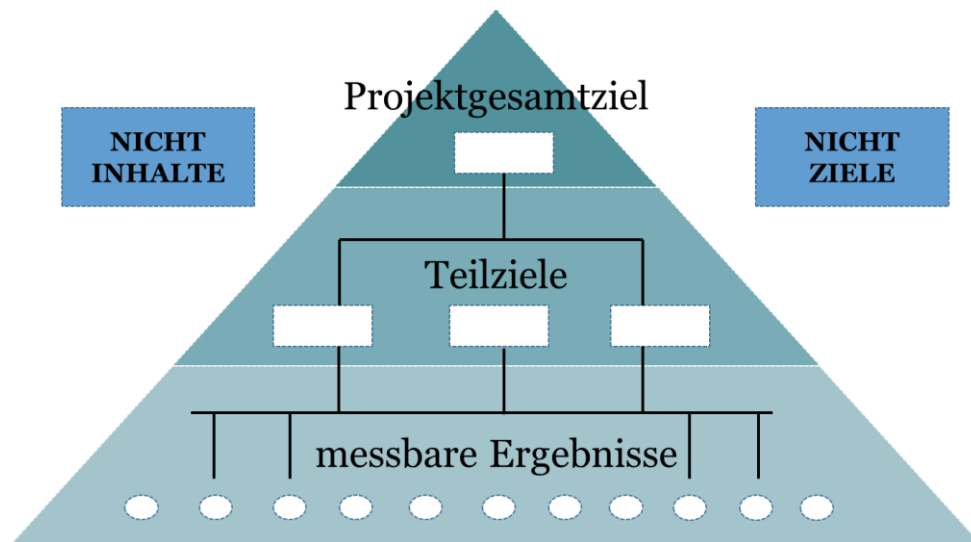 Projektgesamtziel
NICHT
INHALTE
NICHT
ZIELE
Teilziele
messbare Ergebnisse